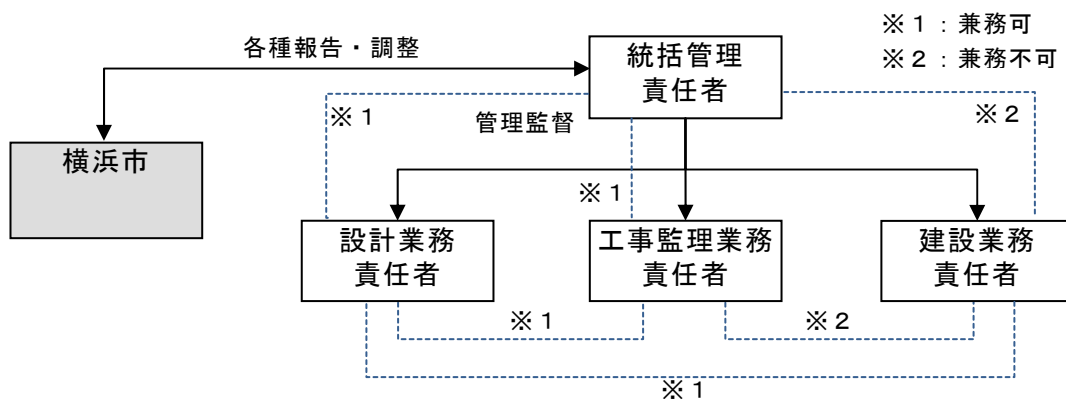 ※１：兼務可
※２：兼務不可
各種報告・調整
統括管理
責任者
※１
管理監督
※２
横浜市
※１
設計業務
責任者
工事監理業務
責任者
建設業務
責任者
※１
※２
※１